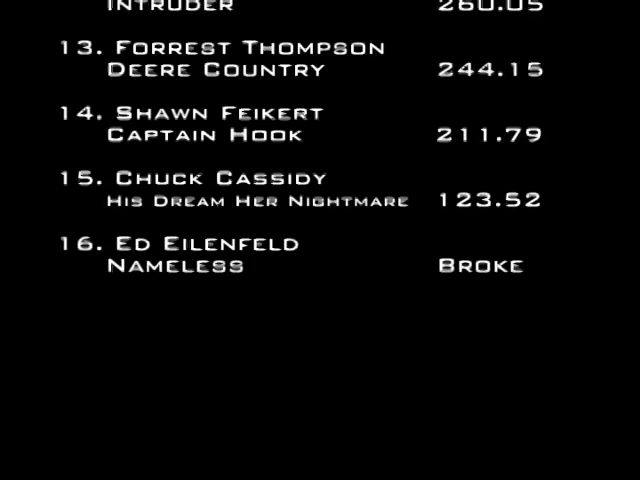 INTRUDER 260.05
13. FORREST THOMPSON
DEERE COUNTRY 244.15
14. SHAWN FEIKERT
CAPTAIN HOOK 211.79
15. CHUCK CASSIDY
HIS DREAM HER NIGHTMARE 123.52
16. ED EILENFELD
NAMELESS BROKE